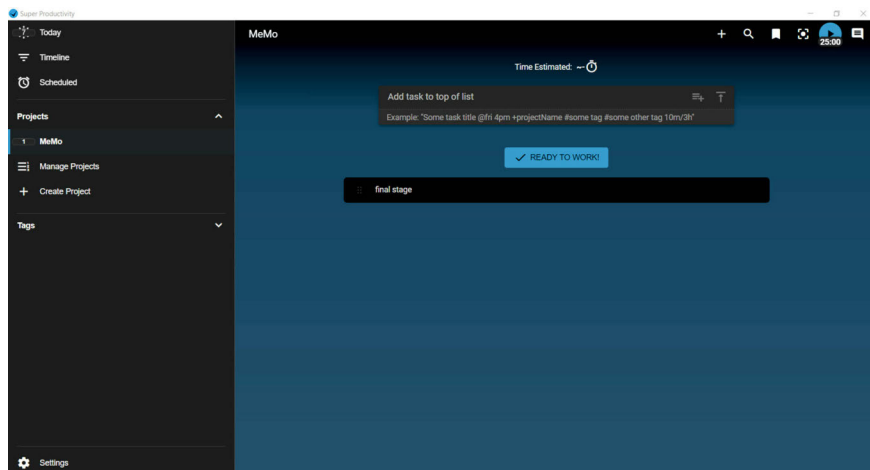 Super Productivity
Today
Timeline
Scheduled
Projects
1 MeMo
Manage Projects
Create Project
Tags
Settings
MeMo
25:00
Time Estimated: ~-
Add task to top of list
Example: "Some task title @fri 4pm +projectName #some tag #some other tag 10m/3h"
READY TO WORK!
final stage